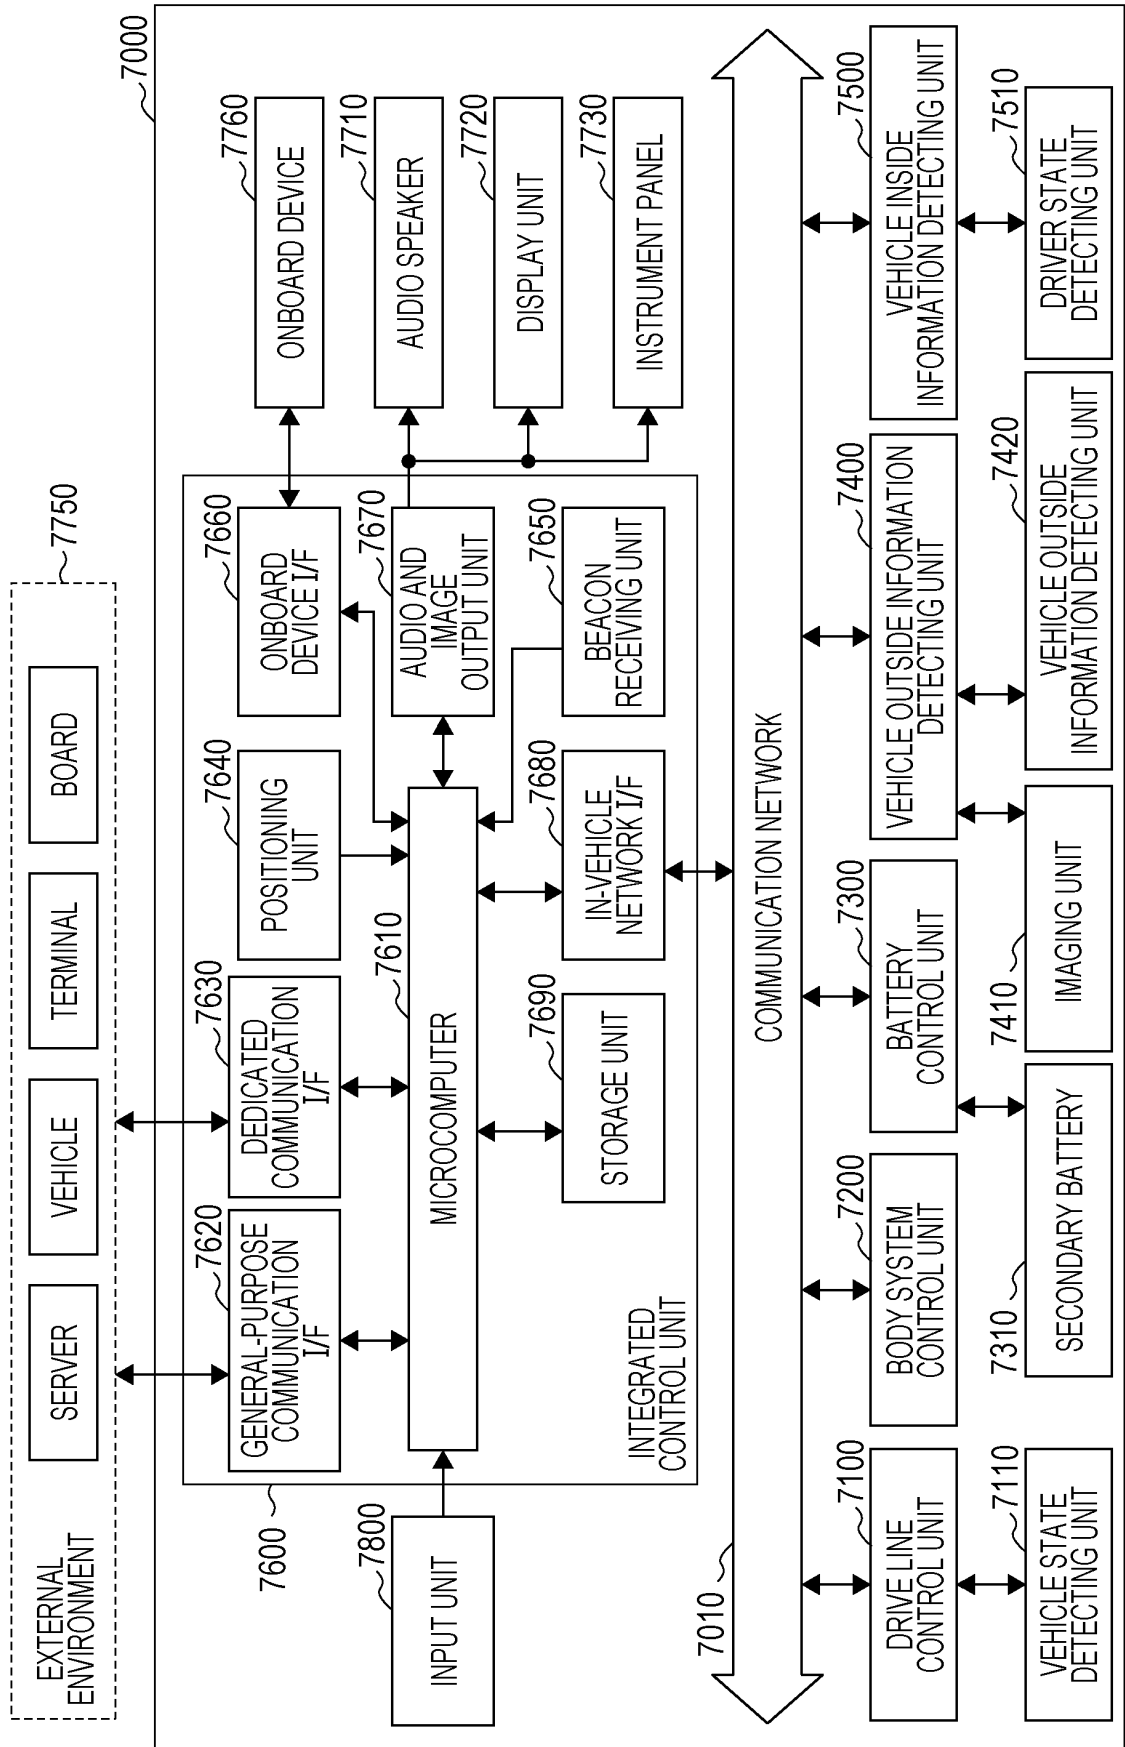 EXTERNAL
ENVIRONMENT
SERVER
VEHICLE
TERMINAL
BOARD
7750
7000
7600
7620
GENERAL-PURPOSE
COMMUNICATION
I/F
7630
DEDICATED
COMMUNICATION
I/F
7640
POSITIONING
UNIT
7660
ONBOARD
DEVICE I/F
7760
ONBOARD DEVICE
7800
INPUT UNIT
7610
MICROCOMPUTER
7670
AUDIO AND
IMAGE
OUTPUT UNIT
7710
AUDIO SPEAKER
7720
DISPLAY UNIT
7730
INSTRUMENT PANEL
INTEGRATED
CONTROL UNIT
7690
STORAGE UNIT
7680
IN-VEHICLE
NETWORK I/F
7650
BEACON
RECEIVING UNIT
7010
COMMUNICATION NETWORK
7100
DRIVE LINE
CONTROL UNIT
7200
BODY SYSTEM
CONTROL UNIT
7300
BATTERY
CONTROL UNIT
7400
VEHICLE OUTSIDE INFORMATION
DETECTING UNIT
7500
VEHICLE INSIDE
INFORMATION DETECTING UNIT
7110
VEHICLE STATE
DETECTING UNIT
7310
SECONDARY BATTERY
7410
IMAGING UNIT
7420
VEHICLE OUTSIDE
INFORMATION DETECTING UNIT
7510
DRIVER STATE
DETECTING UNIT